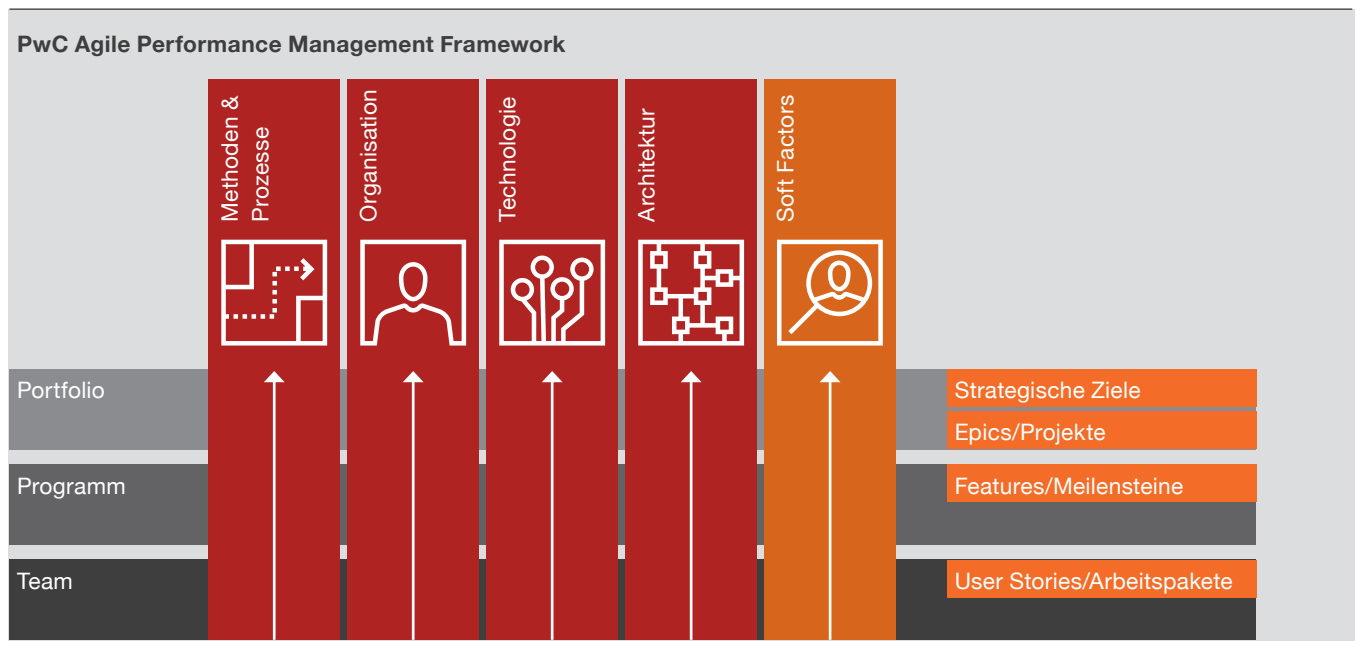 PwC Agile Performance Management Framework
Methoden &
Prozesse
Organisation
Technologie
Architektur
Soft Factors
Portfolio
Strategische Ziele
Epics/Projekte
Programm
Features/Meilensteine
Team
User Stories/Arbeitspakete